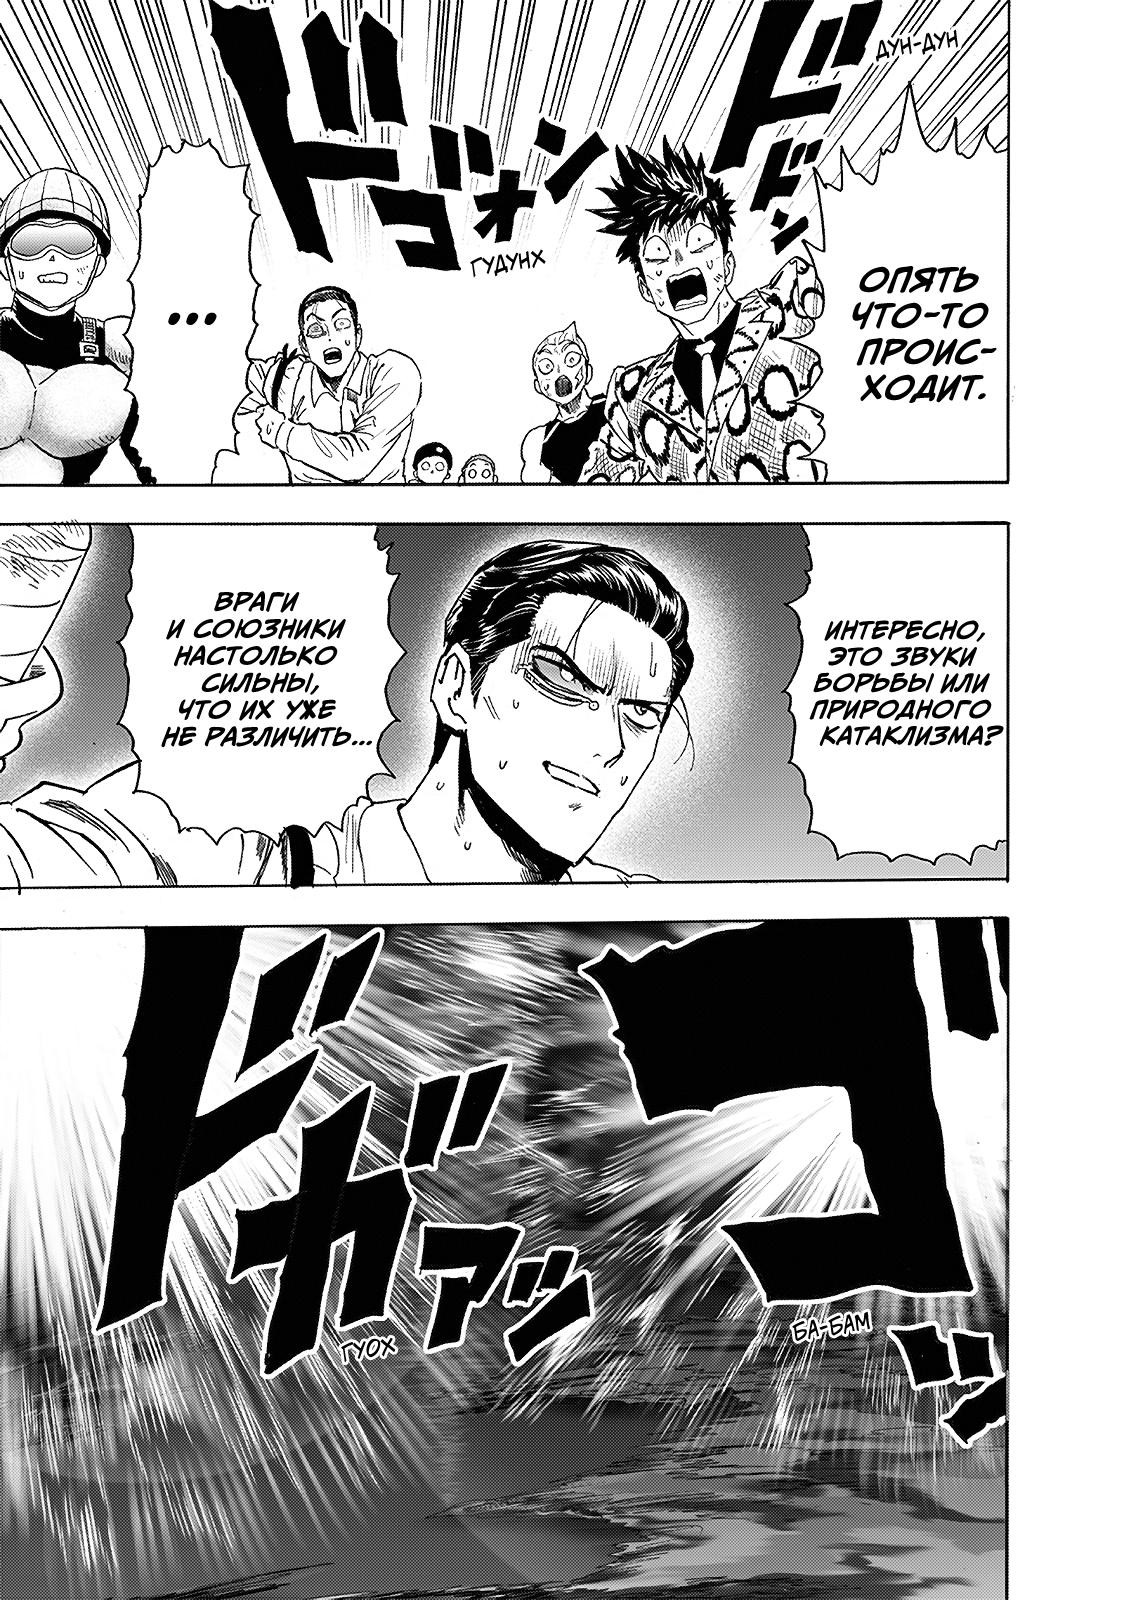 ドドン
ДУН-ДУН
ОПЯТЬ
ЧТО-ТО
ПРОИС-
ХОДИТ.
ドゴォン
ГУДУНХ
...
ИНТЕРЕСНО,
ЭТО ЗВУКИ
БОРЬБЫ ИЛИ
ПРИРОДНОГО
КАТАКЛИЗМА?
ВРАГИ
И СОЮЗНИКИ
НАСТОЛЬКО
СИЛЬНЫ,
ЧТО ИХ УЖЕ
НЕ РАЗЛИЧИТЬ...
ゴッ
БА-БАМ
ドガァッ
ГУОХ